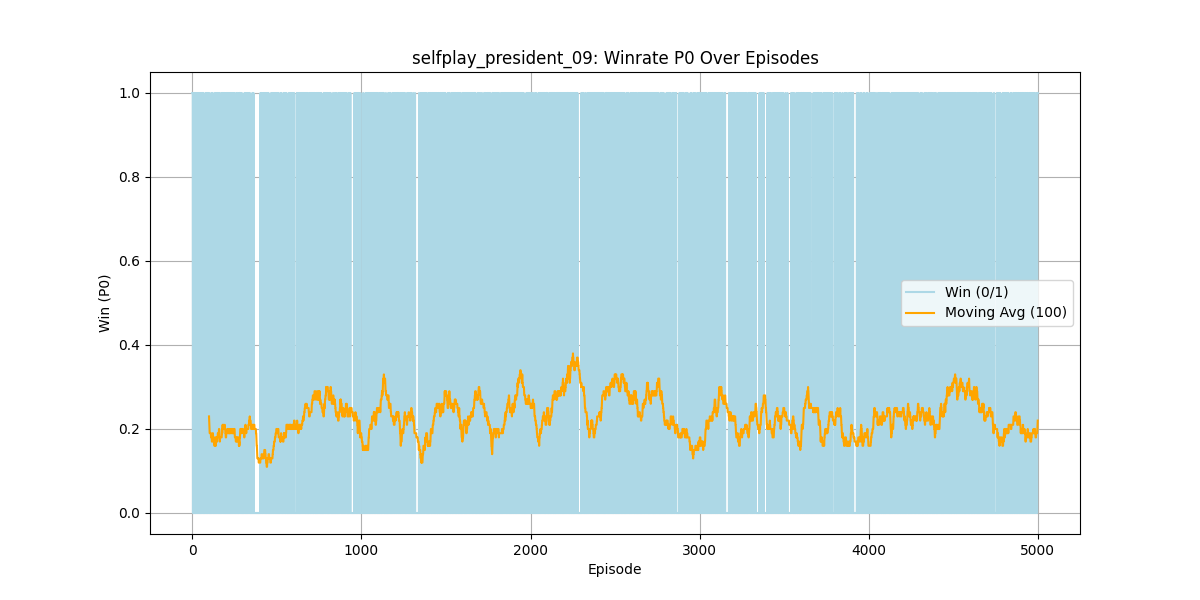 selfplay_president_09: Winrate P0 Over Episodes
Win (P0)
1.0
0.8
0.6
0.4
0.2
0.0
Win (0/1)
Moving Avg (100)
0 1000 2000 3000 4000 5000
Episode